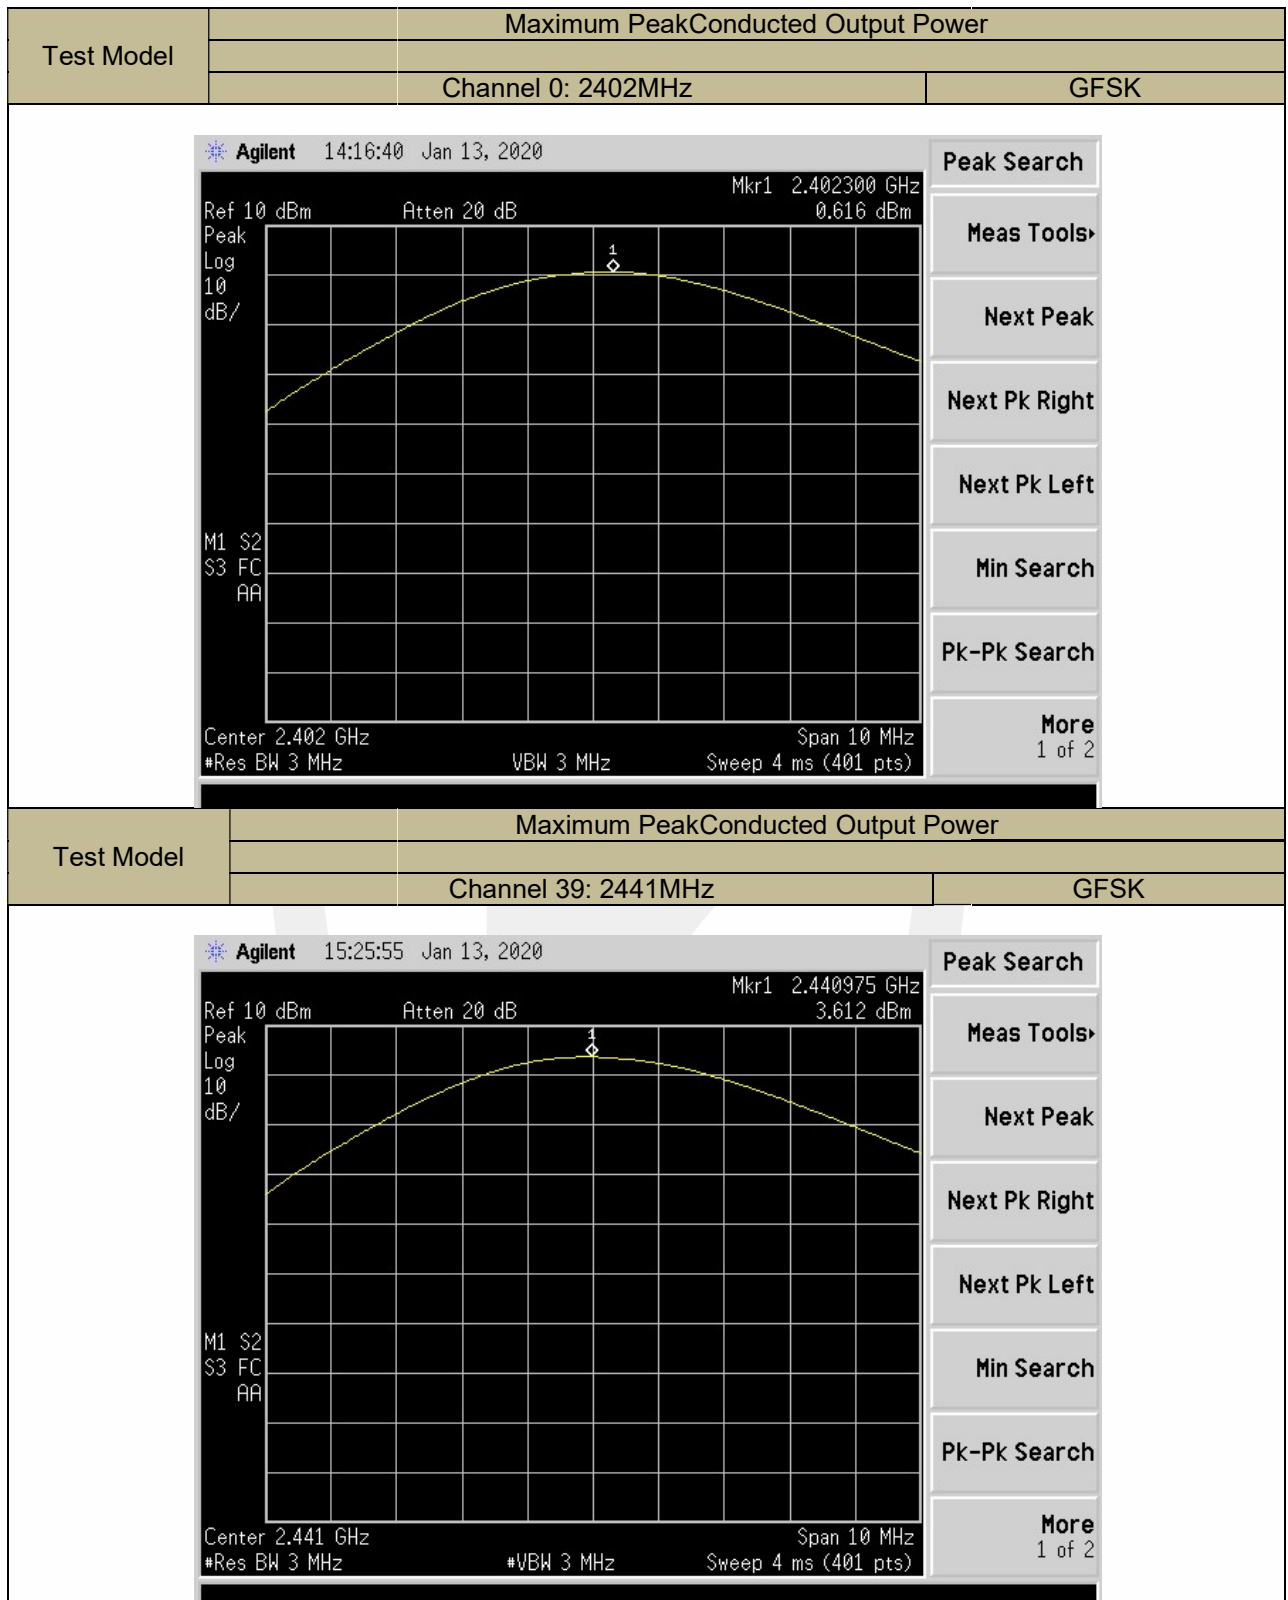 Test Model
Maximum PeakConducted Output Power
Channel 0: 2402MHz GFSK
Agilent 14:16:40 Jan 13, 2020
Peak Search
Mkr1 2.402300 GHz
Ref 10 dBm Atten 20 dB 0.616 dBm
Peak
Log
10
dB/
1
M1 S2
S3 FC
AA
Center 2.402 GHz Span 10 MHz
#Res BW 3 MHz VBW 3 MHz Sweep 4 ms (401 pts)
Meas Tools
Next Peak
Next Pk Right
Next Pk Left
Min Search
Pk-Pk Search
More
1 of 2
Test Model
Maximum PeakConducted Output Power
Channel 39: 2441MHz GFSK
Agilent 15:25:55 Jan 13, 2020
Peak Search
Mkr1 2.440975 GHz
Ref 10 dBm Atten 20 dB 3.612 dBm
Peak
Log
10
dB/
1
M1 S2
S3 FC
AA
Center 2.441 GHz Span 10 MHz
#Res BW 3 MHz #VBW 3 MHz Sweep 4 ms (401 pts)
Meas Tools
Next Peak
Next Pk Right
Next Pk Left
Min Search
Pk-Pk Search
More
1 of 2